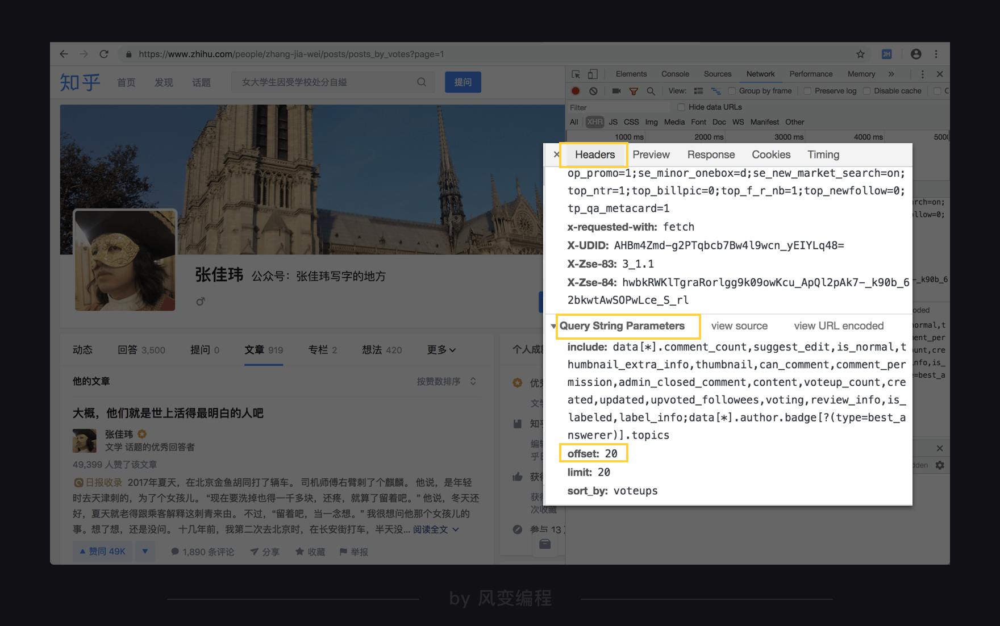 https://www.zhihu.com/people/zhang-jia-wei/posts/posts_by_votes?page=1
JH
知乎 首页 发现 话题 女大学生因受学校处分自缢 提问
Elements Console Sources Network Performance Memory »
View: Group by frame Preserve log Disable cache
Filter Hide data URLs
All XHR JS CSS Img Media Font Doc WS Manifest Other
1000 ms 2000 ms 3000 ms 4000 ms
× Headers Preview Response Cookies Timing
op_promo=1;se_minor_onebox=d;se_new_market_search=on;
top_ntr=1;top_billpic=0;top_f_r_nb=1;top_newfollow=0;
tp_qa_metacard=1
x-requested-with: fetch
X-UDID: AHBm4Zmd-g2PTqbcb7Bw4l9wcn_yEIYLq48=
X-Zse-83: 3_1.1
X-Zse-84: hwbkRWKlTgraRorlgg9k09owKcu_ApQl2pAk7-_k90b_6
2bkwtAwSOPwLce_S_rl
Query String Parameters view source view URL encoded
include: data[*].comment_count,suggest_edit,is_normal,t
humbnail_extra_info,thumbnail,can_comment,comment_per
mission,admin_closed_comment,content,voteup_count,cre
ated,updated,upvoted_followees,voting,review_info,is_
labeled,label_info;data[*].author.badge[?(type=best_a
nswerer)].topics
offset: 20
limit: 20
sort_by: voteups
张佳玮 公众号：张佳玮写字的地方
动态 回答 3,500 提问 0 文章 919 专栏 2 想法 420 更多
个人成
他的文章 按赞数排序
大概，他们就是世上活得最明白的人吧
张佳玮
文学 话题的优秀回答者
49,399 人赞了该文章
日报收录 2017年夏天，在北京金鱼胡同打了辆车。 司机师傅右臂刺了个麒麟。 他说，是年轻
时去天津刺的，为了个女孩儿。 “现在要洗掉也得一千多块，还疼，就算了留着吧。” 他说，冬天还
好，夏天就老得跟乘客解释这刺青来由。 不过，“留着吧，当一念想。” 我很想问他那个女孩儿的
事。想了想，还是没问。 十几年前，我第二次去北京时，在长安街打车，半天没... 阅读全文
赞同 49K 1,890 条评论 分享 收藏 举报
次收藏
参与 13
by 风变编程